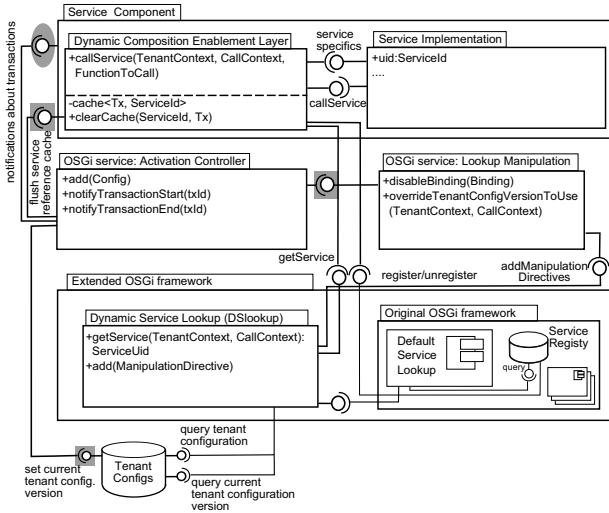 Service Component
Dynamic Composition Enablement Layer
+callService(TenantContext, CallContext,
FunctionToCall)
-cache<Tx, ServiceId>
+clearCache(ServiceId, Tx)
service
specifics
callService
Service Implementation
+uid:ServiceId
....
notifications about transactions
flush service
reference cache
OSGi service: Activation Controller
+add(Config)
+notifyTransactionStart(txId)
+notifyTransactionEnd(txId)
OSGi service: Lookup Manipulation
+disableBinding(Binding)
+overrideTenantConfigVersionToUse
(TenantContext, CallContext)
getService
register/unregister
addManipulation
Directives
Extended OSGi framework
Dynamic Service Lookup (DSlookup)
+getService(TenantContext, CallContext):
ServiceUid
+add(ManipulationDirective)
Original OSGi framework
Default
Service
Lookup
Service
Registy
query
query tenant
configuration
set current
tenant config.
version
Tenant
Configs
query current
tenant configuration
version